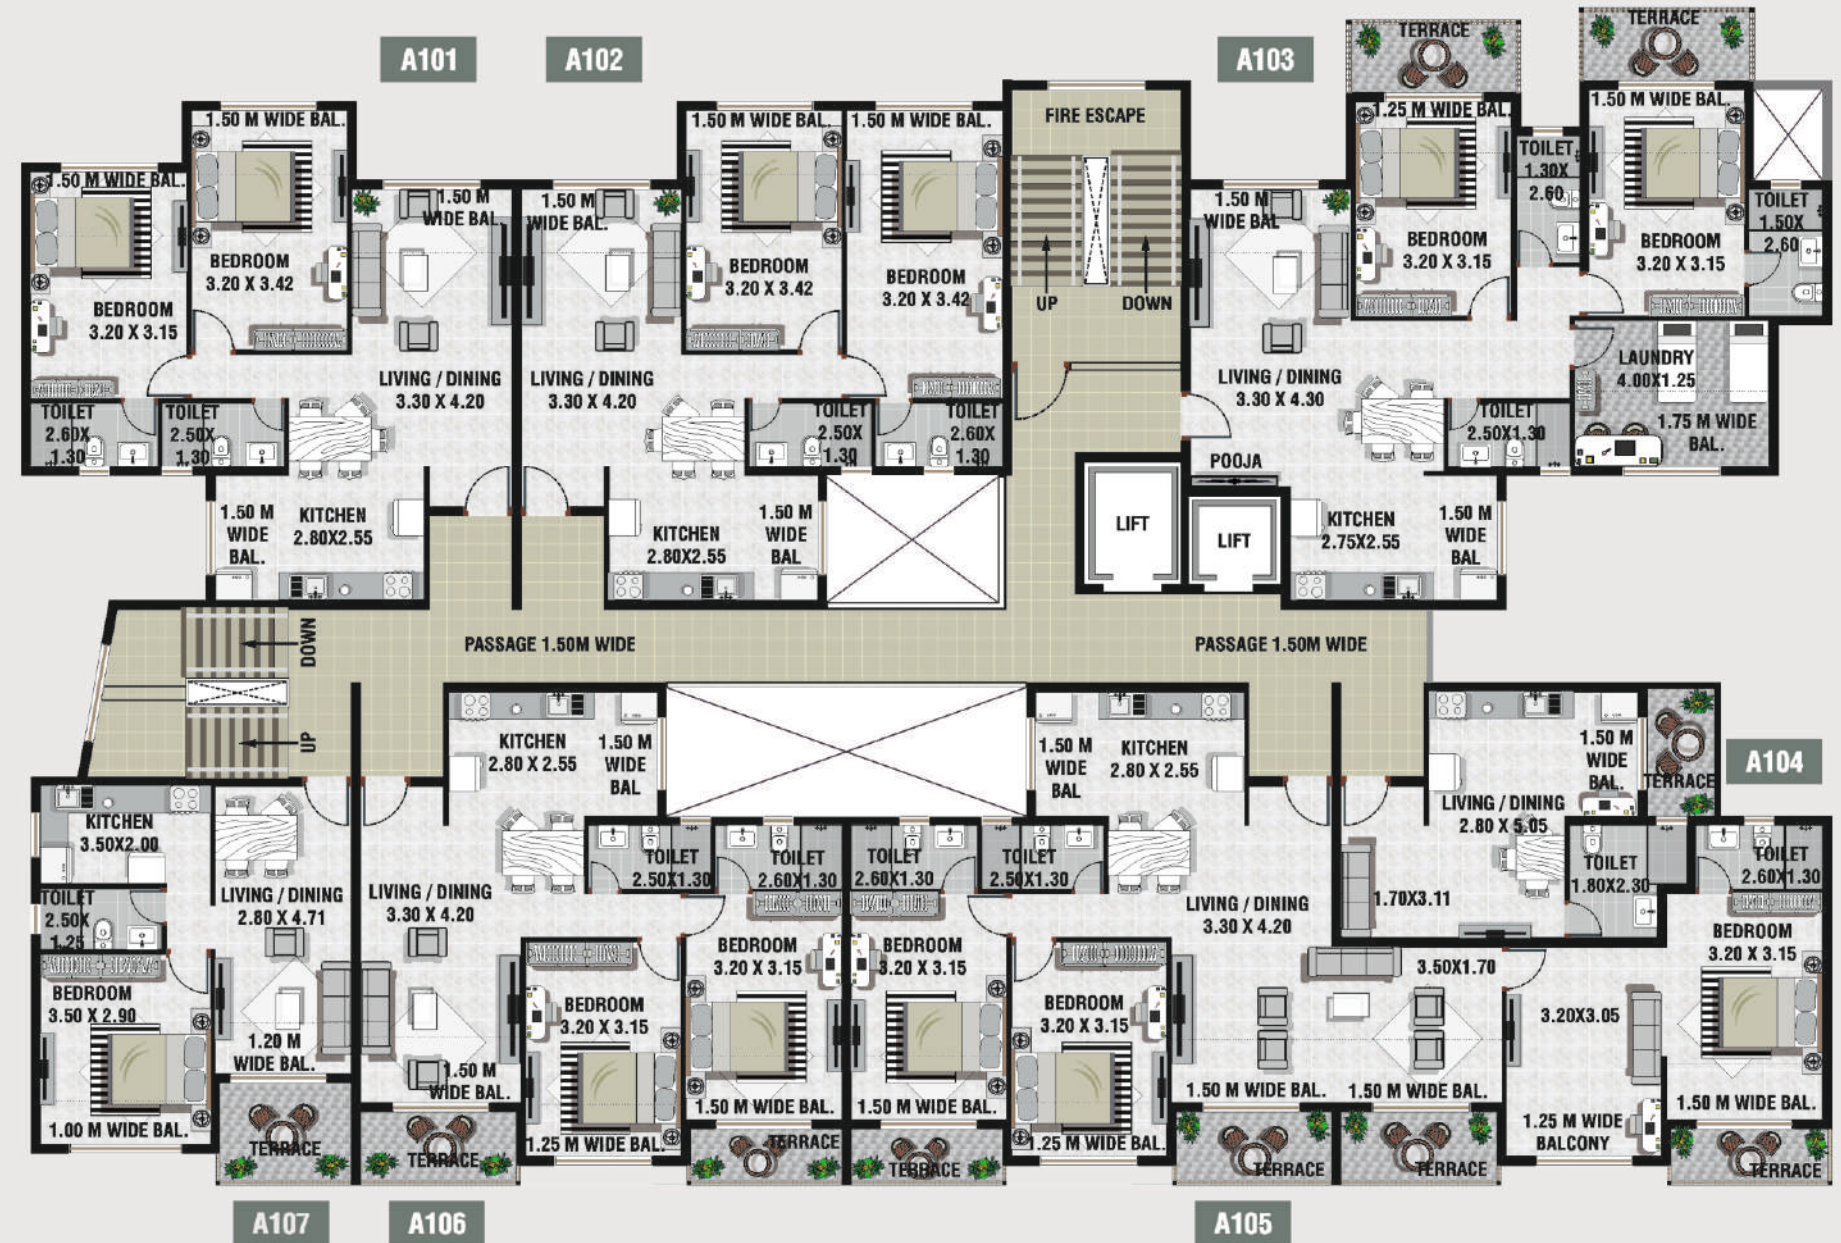 A101
A102
A103
TERRACE
TERRACE
1.50 M WIDE BAL.
1.50 M WIDE BAL.
BEDROOM
3.20 X 3.15
BEDROOM
3.20 X 3.42
1.50 M
WIDE BAL.
LIVING / DINING
3.30 X 4.20
TOILET
2.60X
1.30
TOILET
2.50X
1.30
1.50 M
WIDE
BAL.
KITCHEN
2.80X2.55
1.50 M
WIDE BAL.
1.50 M WIDE BAL.
1.50 M WIDE BAL.
BEDROOM
3.20 X 3.42
BEDROOM
3.20 X 3.42
LIVING / DINING
3.30 X 4.20
TOILET
2.50X
1.30
TOILET
2.60X
1.30
KITCHEN
2.80X2.55
1.50 M
WIDE
BAL.
FIRE ESCAPE
UP
DOWN
LIFT
LIFT
1.50 M
WIDE BAL
1.25 M WIDE BAL.
BEDROOM
3.20 X 3.15
TOILET
1.30X
2.60
1.50 M WIDE BAL.
BEDROOM
3.20 X 3.15
TOILET
1.50X
2.60
LIVING / DINING
3.30 X 4.30
LAUNDRY
4.00X1.25
1.75 M WIDE
BAL.
TOILET
2.50X1.30
POOJA
KITCHEN
2.75X2.55
1.50 M
WIDE
BAL
DOWN
UP
PASSAGE 1.50M WIDE
PASSAGE 1.50M WIDE
KITCHEN
3.50X2.00
TOILET
2.50X
1.25
LIVING / DINING
2.80 X 4.71
BEDROOM
3.50 X 2.90
1.20 M
WIDE BAL.
1.00 M WIDE BAL.
TERRACE
KITCHEN
2.80 X 2.55
1.50 M
WIDE
BAL
LIVING / DINING
3.30 X 4.20
TOILET
2.50X1.30
TOILET
2.60X1.30
BEDROOM
3.20 X 3.15
BEDROOM
3.20 X 3.15
1.50 M
WIDE BAL.
1.25 M WIDE BAL.
1.50 M WIDE BAL.
TERRACE
TERRACE
1.50 M
WIDE
BAL
KITCHEN
2.80 X 2.55
TOILET
2.60X1.30
TOILET
2.50X1.30
LIVING / DINING
3.30 X 4.20
BEDROOM
3.20 X 3.15
BEDROOM
3.20 X 3.15
1.50 M WIDE BAL.
1.25 M WIDE BAL.
1.50 M WIDE BAL.
TERRACE
TERRACE
A104
1.50 M
WIDE
BAL.
TERRACE
LIVING / DINING
2.80 X 5.05
1.70X3.11
TOILET
1.80X2.30
TOILET
2.60X1.30
3.50X1.70
3.20X3.05
BEDROOM
3.20 X 3.15
1.50 M WIDE BAL.
1.25 M WIDE
BALCONY
1.50 M WIDE BAL.
TERRACE
TERRACE
A107
A106
A105